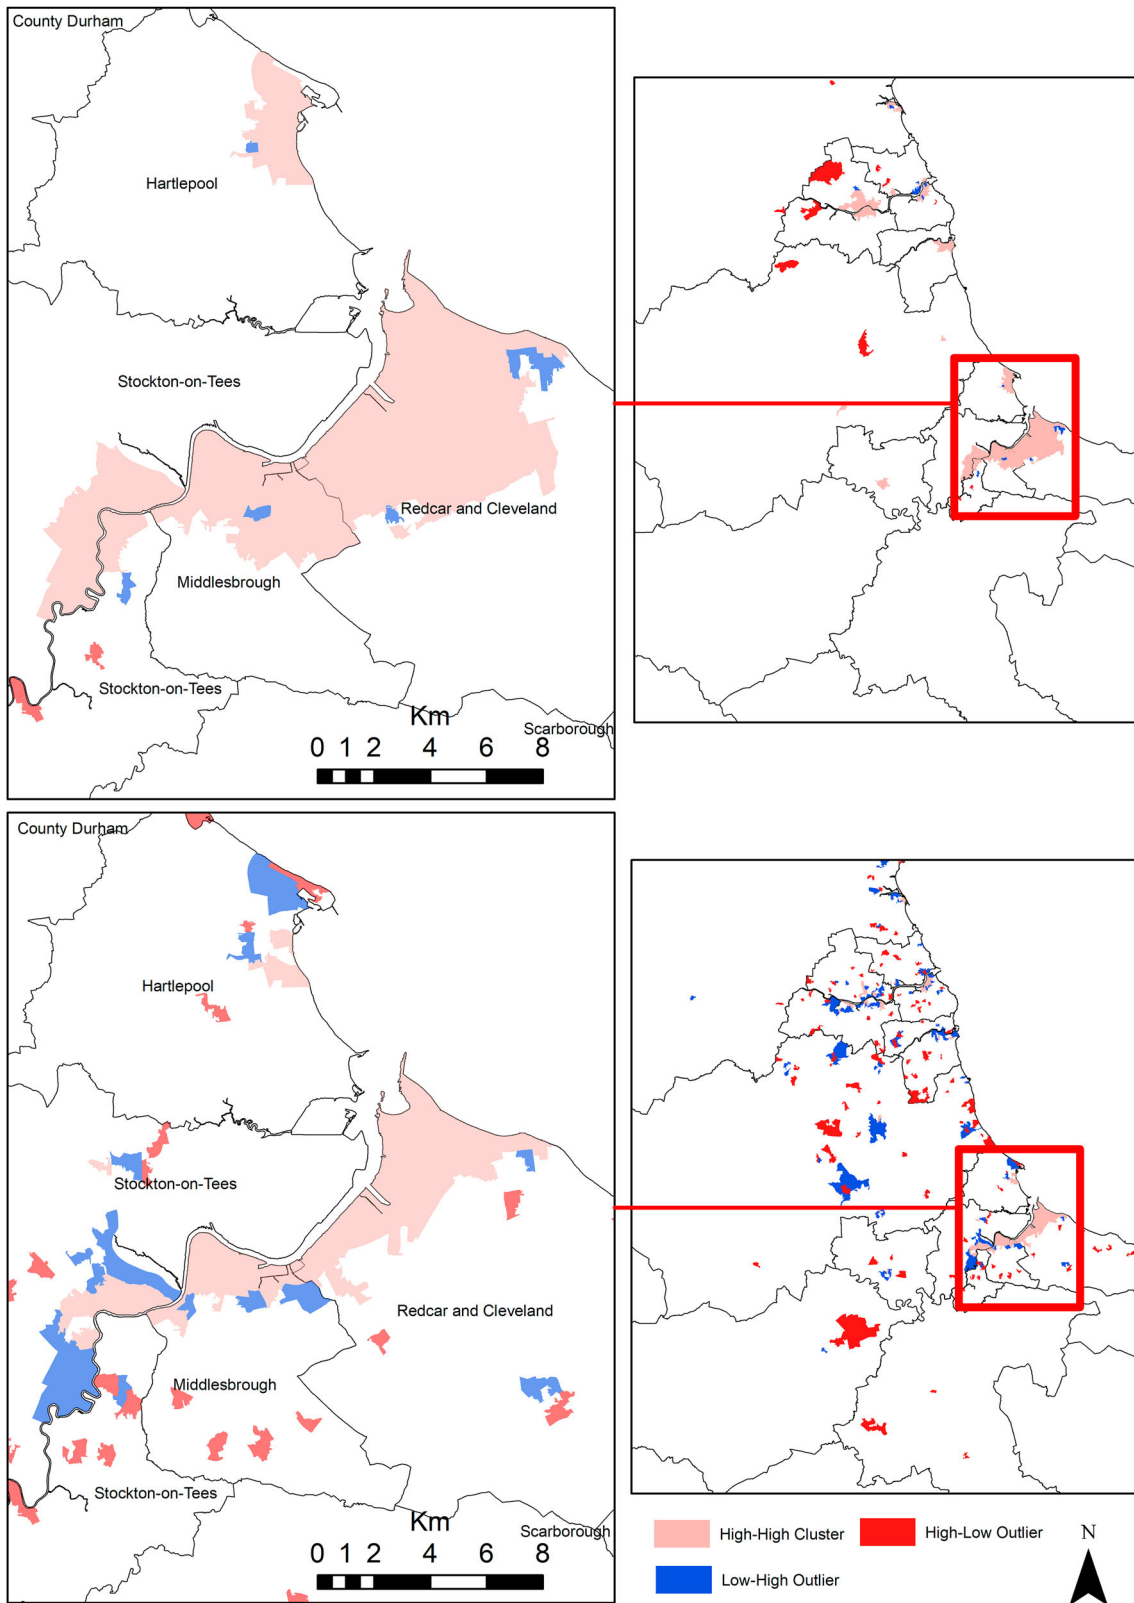 County Durham
Hartlepool
Stockton-on-Tees
Redcar and Cleveland
Middlesbrough
Stockton-on-Tees
Km
Scarborough
0 1 2 4 6 8
County Durham
Hartlepool
Stockton-on-Tees
Redcar and Cleveland
Middlesbrough
Stockton-on-Tees
Km
Scarborough
0 1 2 4 6 8
High-High Cluster
High-Low Outlier
N
Low-High Outlier